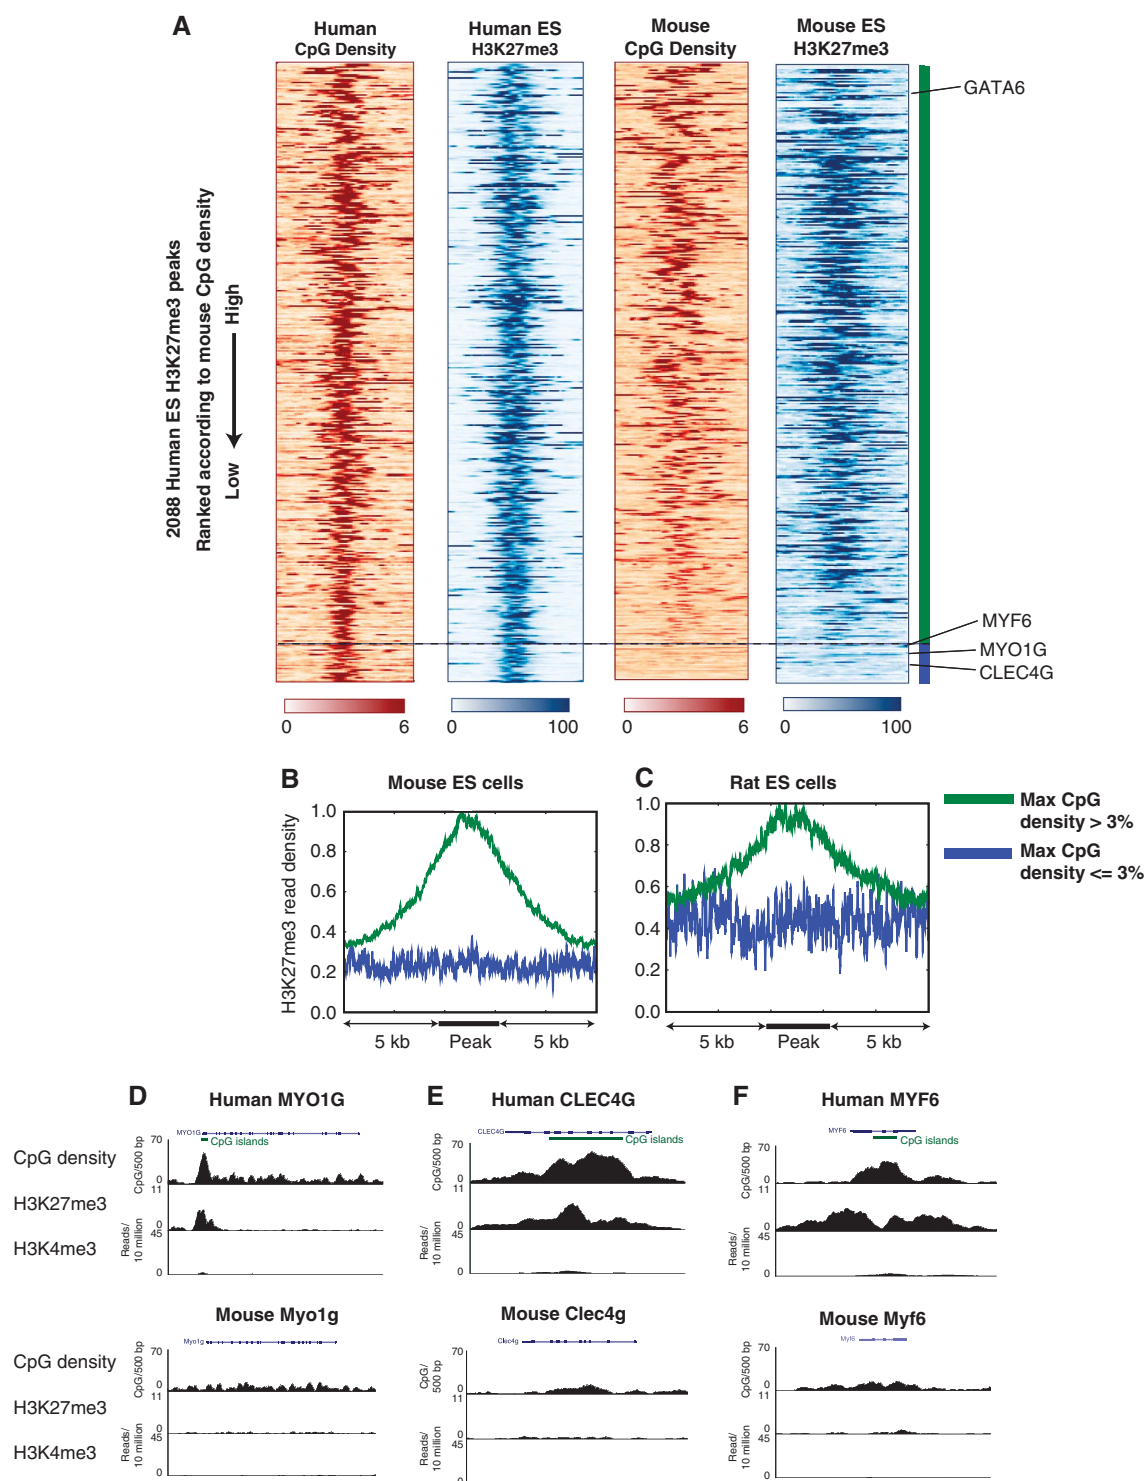 A
Human
CpG Density
Human ES
H3K27me3
Mouse
CpG Density
Mouse ES
H3K27me3
2088 Human ES H3K27me3 peaks
Ranked according to mouse CpG density
High
Low
GATA6
MYF6
MYO1G
CLEC4G
0 6
0 100
0 6
0 100
B
Mouse ES cells
H3K27me3 read density
1.0
0.8
0.6
0.4
0.2
0.0
5 kb Peak 5 kb
C
Rat ES cells
1.0
0.8
0.6
0.4
0.2
0.0
5 kb Peak 5 kb
Max CpG
density > 3%
Max CpG
density <= 3%
CpG density
H3K27me3
H3K4me3
D
Human MYO1G
MYO1G
CpG islands
70
0
CpG/500 bp
11
0
45
0
Reads/
10 million
E
Human CLEC4G
CLEC4G
CpG islands
70
0
CpG/500 bp
11
0
45
0
Reads/
10 million
F
Human MYF6
MYF6
CpG islands
70
0
CpG/500 bp
11
0
45
0
Reads/
10 million
CpG density
H3K27me3
H3K4me3
Mouse Myo1g
Myo1g
70
0
CpG/500 bp
11
0
45
0
Reads/
10 million
Mouse Clec4g
Clec4g
70
0
CpG/
500 bp
11
0
45
0
Reads/
10 million
Mouse Myf6
Myf6
70
0
CpG/500 bp
11
0
45
0
Read/
10 million